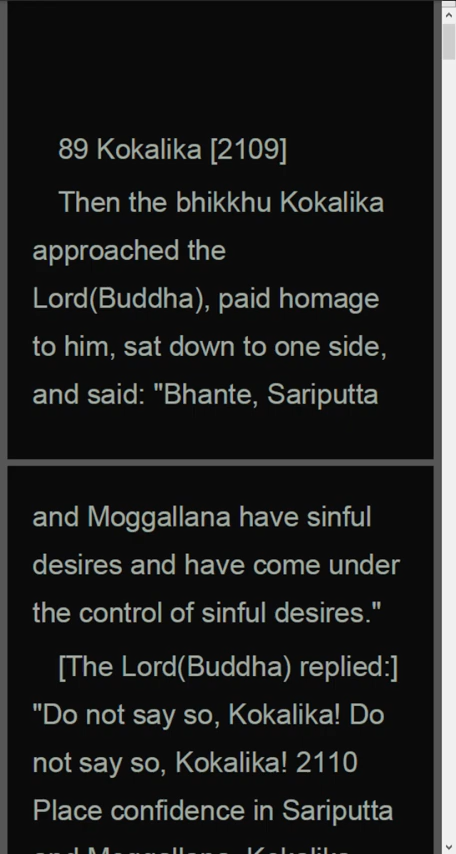 89 Kokalika [2109]
Then the bhikkhu Kokalika
approached the
Lord(Buddha), paid homage
to him, sat down to one side,
and said: "Bhante, Sariputta
and Moggallana have sinful
desires and have come under
the control of sinful desires."
[The Lord(Buddha) replied:]
"Do not say so, Kokalika! Do
not say so, Kokalika! 2110
Place confidence in Sariputta
and Moggallana, Kokalika